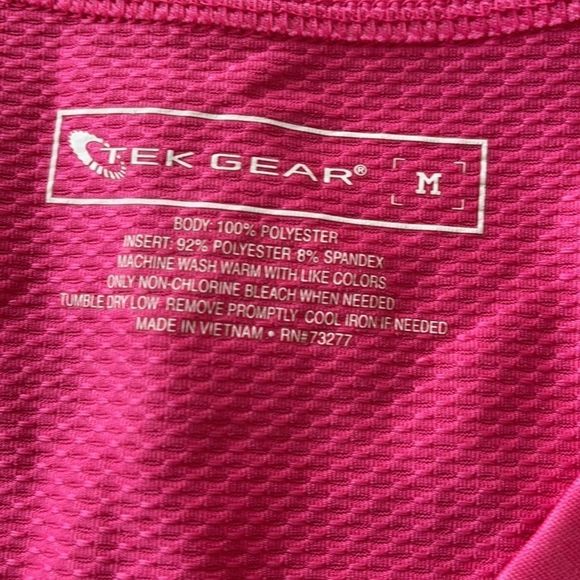 TEK GEAR® M
BODY: 100% POLYESTER
INSERT: 92% POLYESTER 8% SPANDEX
MACHINE WASH WARM WITH LIKE COLORS
ONLY NON-CHLORINE BLEACH WHEN NEEDED
TUMBLE DRY LOW REMOVE PROMPTLY COOL IRON IF NEEDED
MADE IN VIETNAM • RN#73277